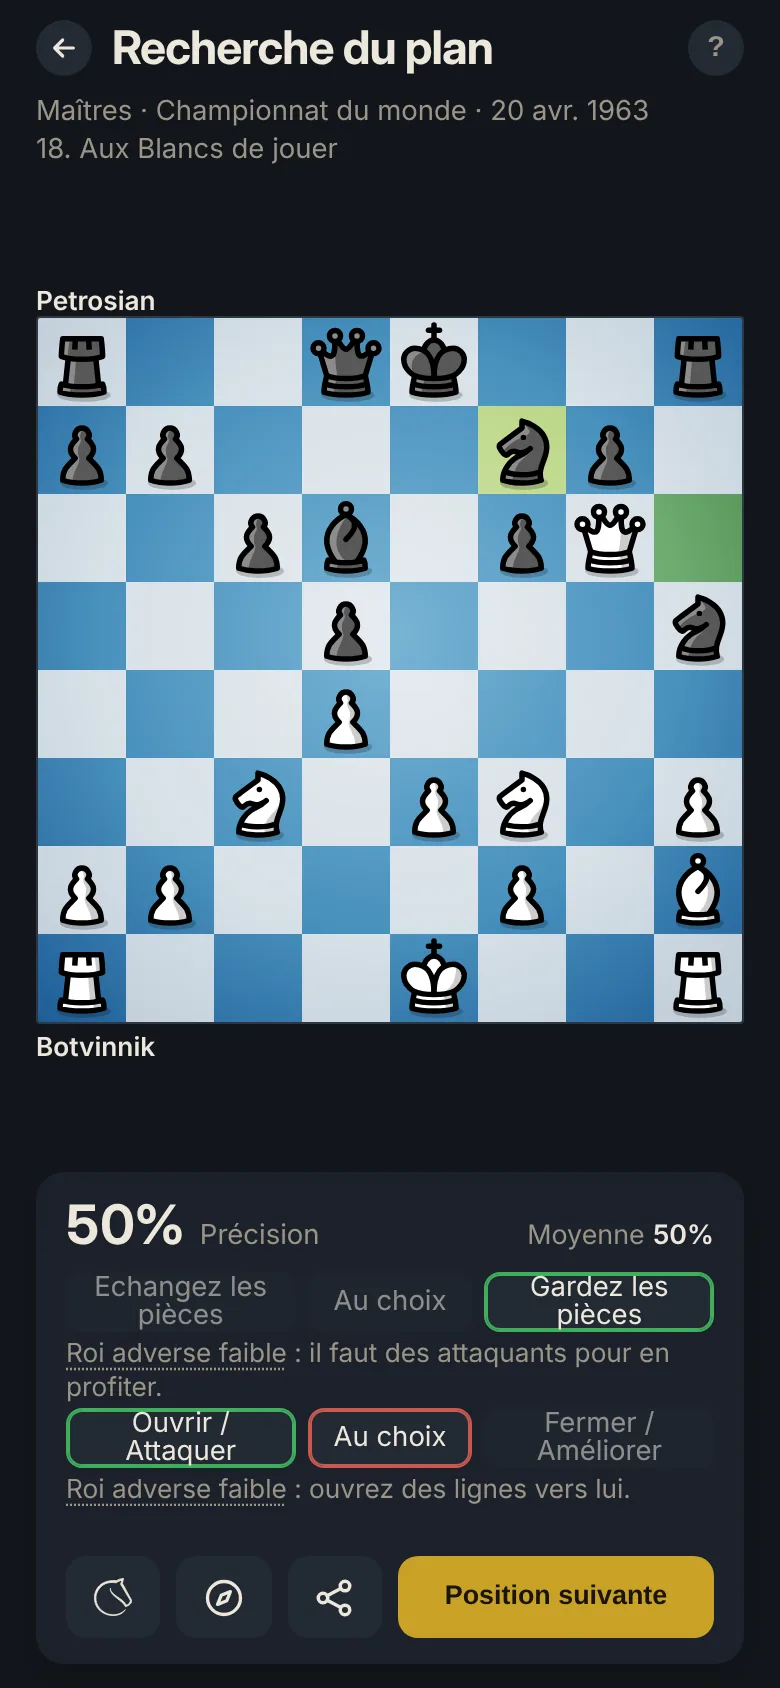 Recherche du plan
?
Maîtres · Championnat du monde · 20 avr. 1963
18. Aux Blancs de jouer
Petrosian
Botvinnik
50% Précision
Moyenne 50%
Echangez les
pièces
Au choix
Gardez les
pièces
Roi adverse faible : il faut des attaquants pour en
profiter.
Ouvrir /
Attaquer
Au choix
Fermer /
Améliorer
Roi adverse faible : ouvrez des lignes vers lui.
Position suivante